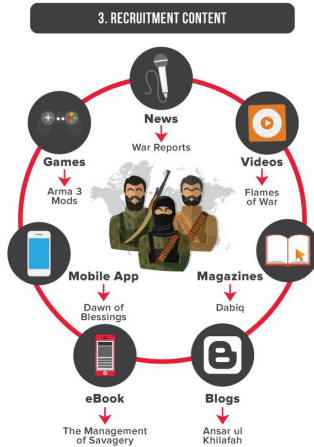 3. RECRUITMENT CONTENT
News
War Reports
Games
Arma 3
Mods
Videos
Flames
of War
Mobile App
Dawn of
Blessings
Magazines
Dabiq
eBook
The Management
of Savagery
Blogs
Ansar ul
Khilafah